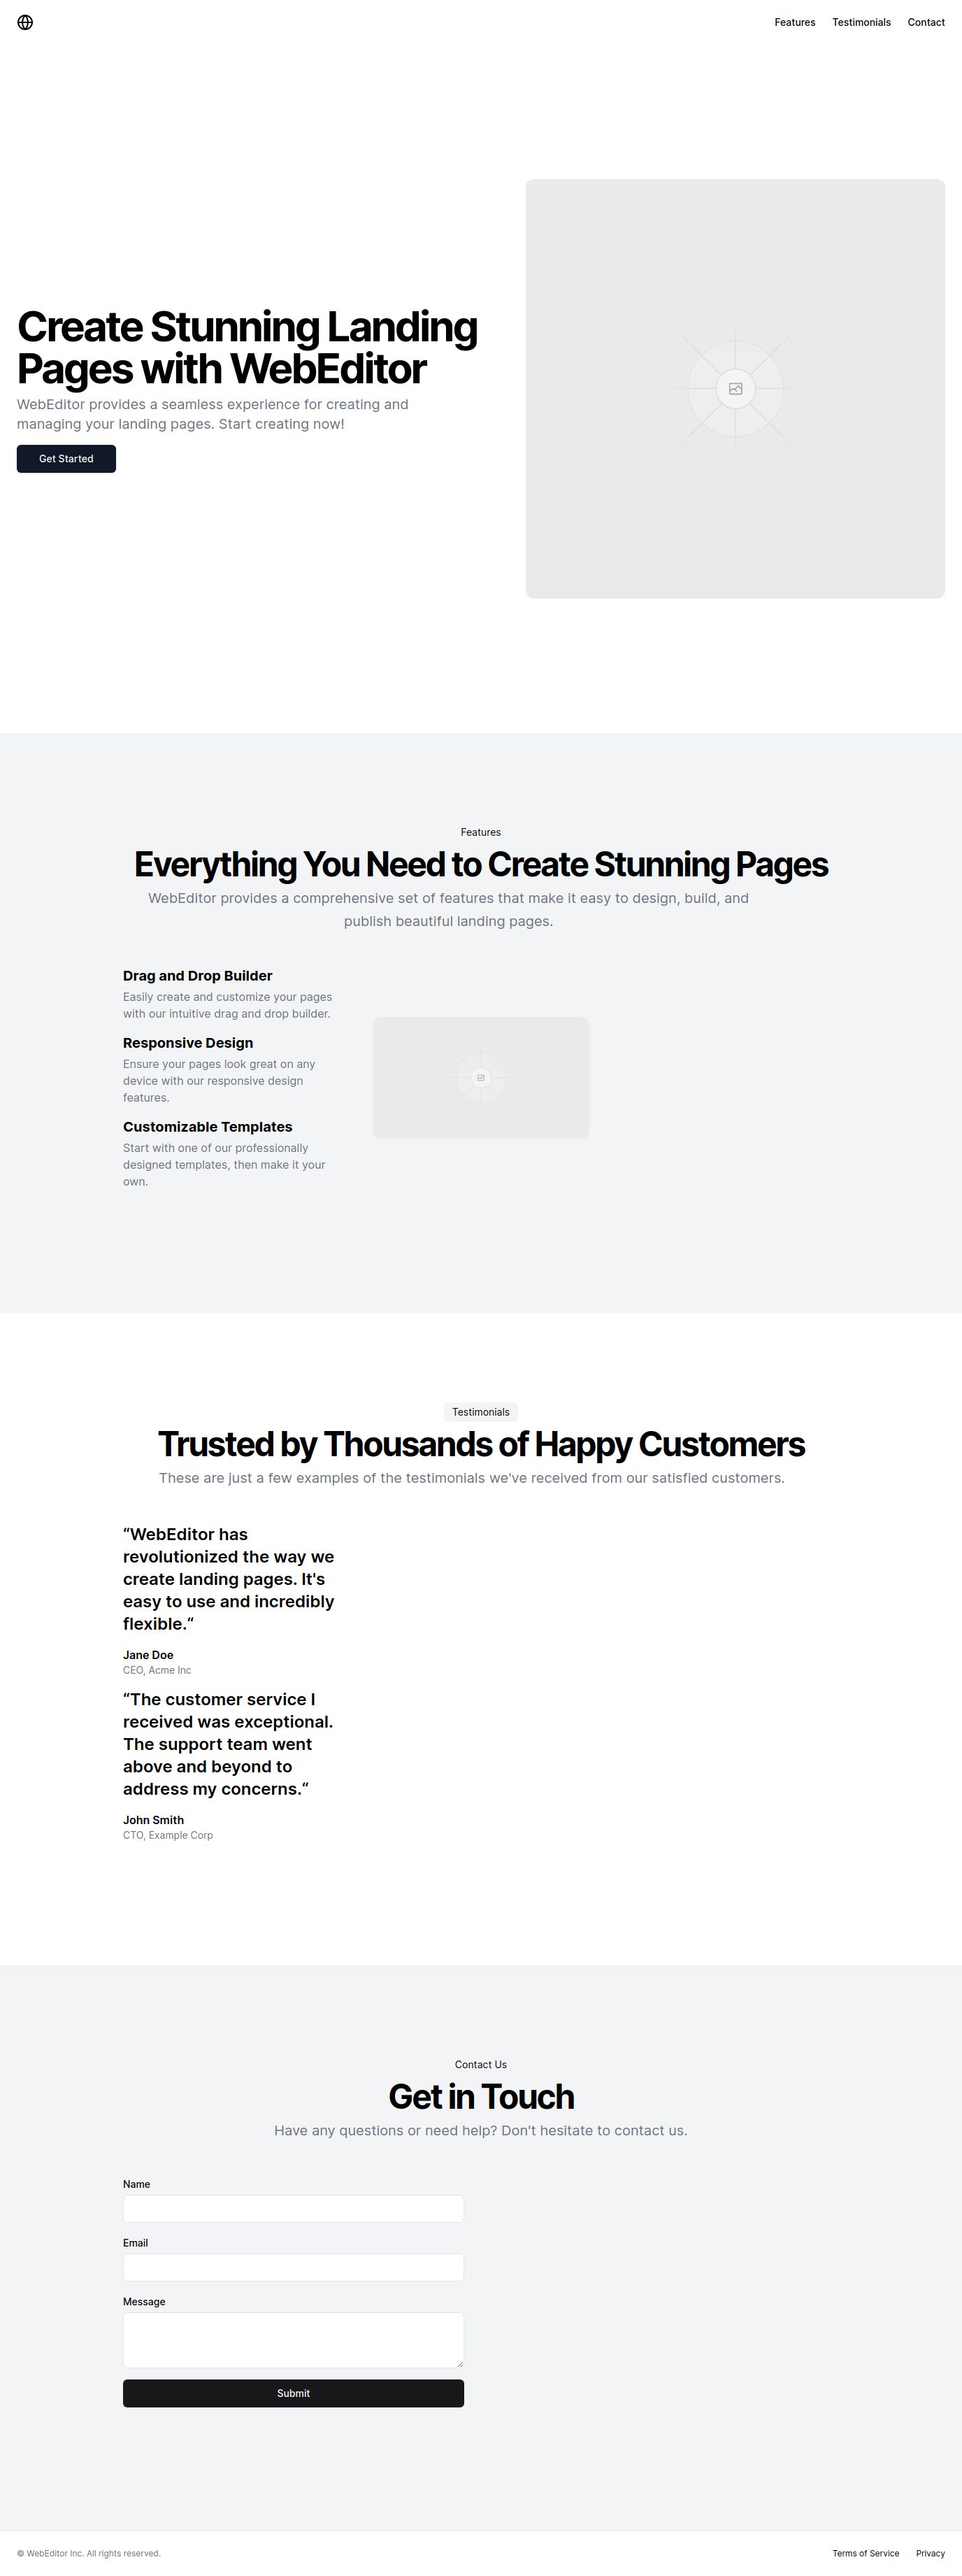 Features Testimonials Contact
Create Stunning Landing
Pages with WebEditor
WebEditor provides a seamless experience for creating and
managing your landing pages. Start creating now!
Get Started
Features
Everything You Need to Create Stunning Pages
WebEditor provides a comprehensive set of features that make it easy to design, build, and
publish beautiful landing pages.
Drag and Drop Builder
Easily create and customize your pages
with our intuitive drag and drop builder.
Responsive Design
Ensure your pages look great on any
device with our responsive design
features.
Customizable Templates
Start with one of our professionally
designed templates, then make it your
own.
Testimonials
Trusted by Thousands of Happy Customers
These are just a few examples of the testimonials we've received from our satisfied customers.
“WebEditor has
revolutionized the way we
create landing pages. It's
easy to use and incredibly
flexible.“
Jane Doe
CEO, Acme Inc
“The customer service I
received was exceptional.
The support team went
above and beyond to
address my concerns.“
John Smith
CTO, Example Corp
Contact Us
Get in Touch
Have any questions or need help? Don't hesitate to contact us.
Name
Email
Message
Submit
© WebEditor Inc. All rights reserved.
Terms of Service Privacy